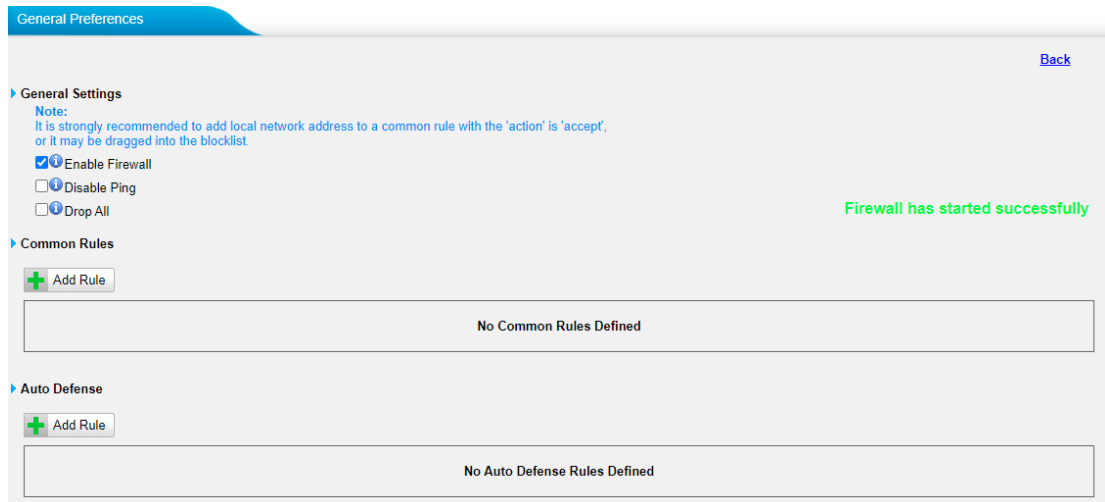 General Preferences
Back
General Settings
Note:
It is strongly recommended to add local network address to a common rule with the 'action' is 'accept',
or it may be dragged into the blocklist.
Enable Firewall
Disable Ping
Drop All
Firewall has started successfully
Common Rules
Add Rule
No Common Rules Defined
Auto Defense
Add Rule
No Auto Defense Rules Defined